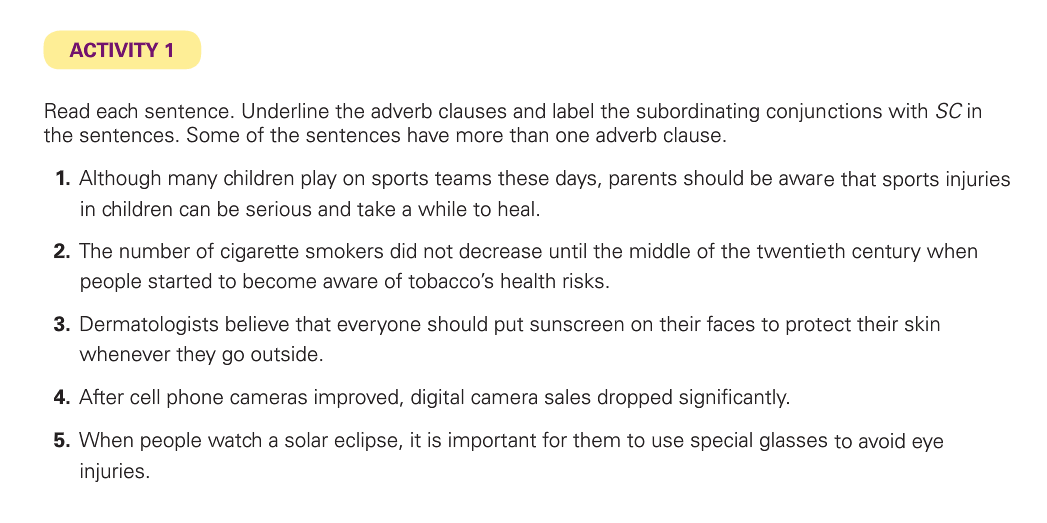 ACTIVITY 1
Read each sentence. Underline the adverb clauses and label the subordinating conjunctions with SC in
the sentences. Some of the sentences have more than one adverb clause.
1. Although many children play on sports teams these days, parents should be aware that sports injuries
in children can be serious and take a while to heal.
2. The number of cigarette smokers did not decrease until the middle of the twentieth century when
people started to become aware of tobacco's health risks.
3. Dermatologists believe that everyone should put sunscreen on their faces to protect their skin
whenever they go outside.
4. After cell phone cameras improved, digital camera sales dropped significantly.
5. When people watch a solar eclipse, it is important for them to use special glasses to avoid eye
injuries.